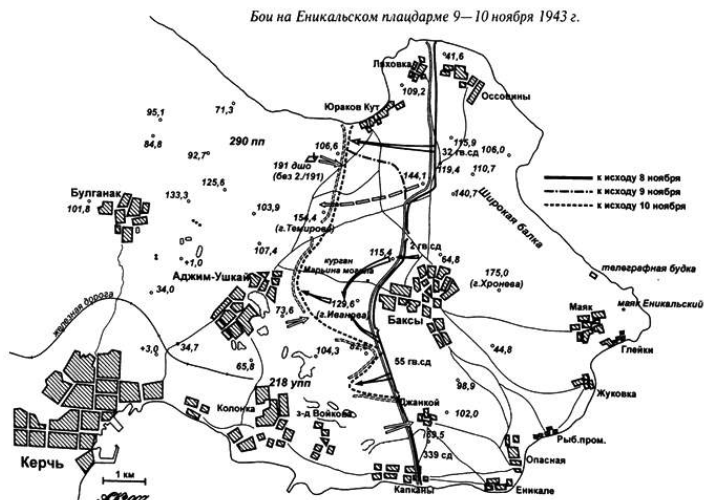 Бои на Еникальском плацдарме 9—10 ноября 1943 г.
Ляховка
41,6
109,2
Оссовины
71,3
95,1
Юраков Кут
84,8
290 пп
106,6
115,9
106,0
32 гв.сд
92,7
191 дшо
(без 2./191)
119,4
110,7
144,1
140,7
к исходу 8 ноября
к исходу 9 ноября
к исходу 10 ноября
125,6
Булганак
133,3
101,8
103,9
154,4
(г.Темирова)
Широкая балка
107,4
2 гв.сд
115,4
64,8
+1,0
курган
Марьина могила
Аджим-Ушкай
175,0
(г.Хронева)
телеграфная будка
34,0
129,6
(г.Иванова)
73,6
Баксы
Маяк
маяк Еникальский
железная дорога
Глейки
+3,0
34,7
104,3
44,8
65,8
55 гв.сд
218 упп
98,9
Жуковка
Джанкой
Колонка
з-д Войкова
102,0
Рыб.пром.
Керчь
339 сд
Опасная
1 км
Капканы
Еникале